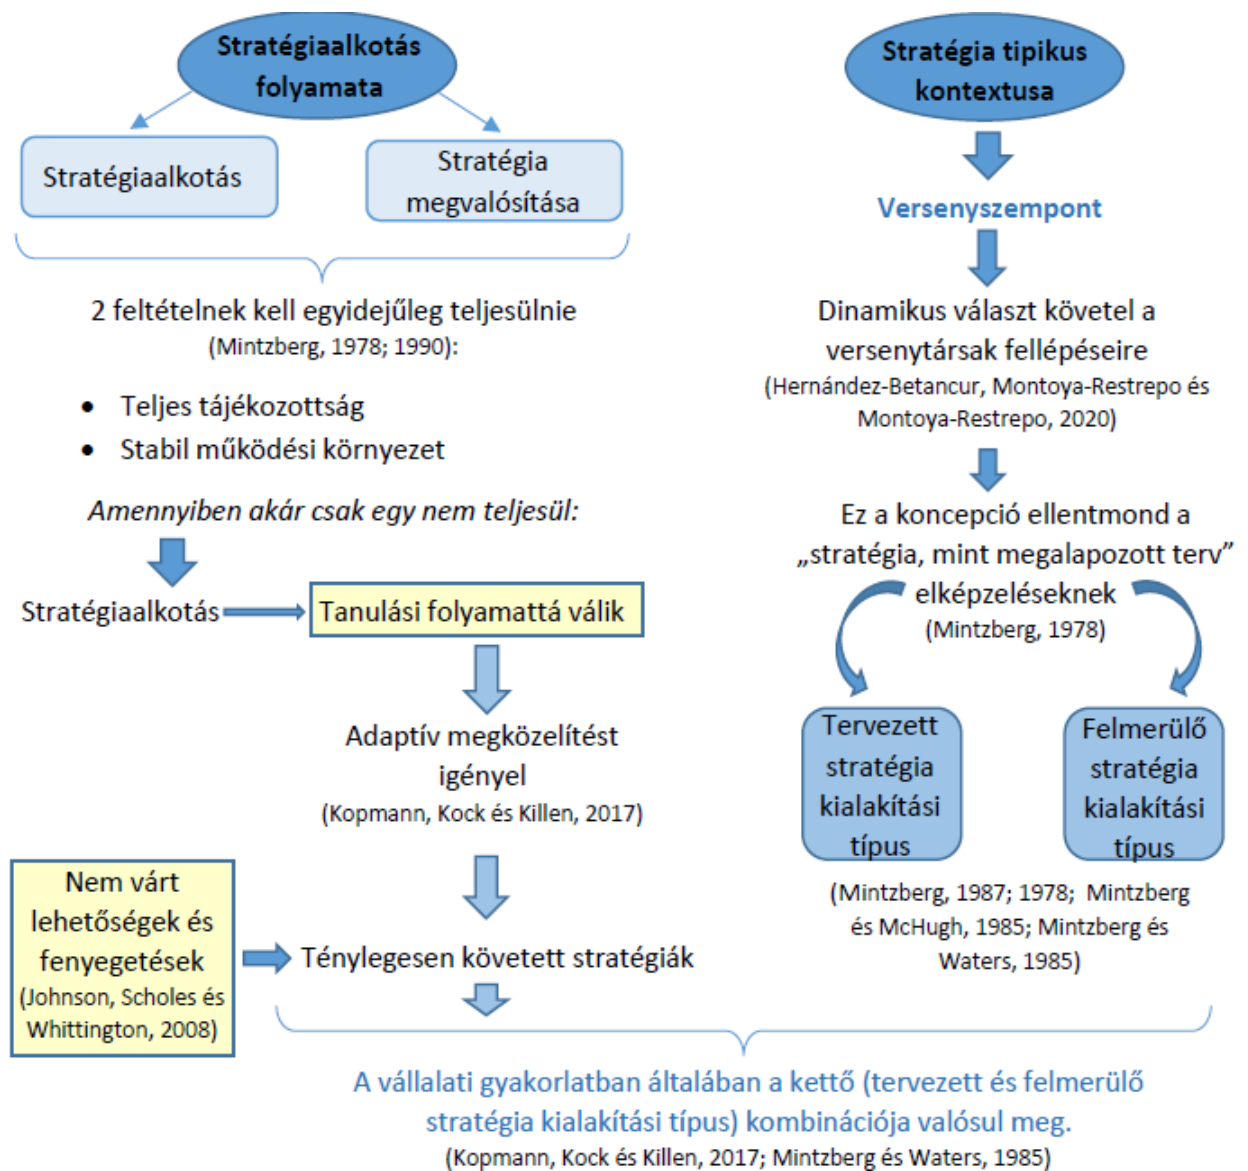 Stratégiaalkotás
folyamata
Stratégiaalkotás
Stratégia
megvalósítása
2 feltételnek kell egyidejűleg teljesülnie
(Mintzberg, 1978; 1990):
• Teljes tájékozottság
• Stabil működési környezet
Amennyiben akár csak egy nem teljesül:
Stratégiaalkotás
Tanulási folyamattá válik
Adaptív megközelítést
igényel
(Kopmann, Kock és Killen, 2017)
Nem várt
lehetőségek és
fenyegetések
(Johnson, Scholes és
Whittington, 2008)
Ténylegesen követett stratégiák
Stratégia tipikus
kontextusa
Versenyszempont
Dinamikus választ követel a
versenytársak fellépéseire
(Hernández-Betancur, Montoya-Restrepo és
Montoya-Restrepo, 2020)
Ez a koncepció ellentmond a
„stratégia, mint megalapozott terv”
elképzeléseknek
(Mintzberg, 1978)
Tervezett
stratégia
kialakítási
típus
Felmerülő
stratégia
kialakítási
típus
(Mintzberg, 1987; 1978; Mintzberg
és McHugh, 1985; Mintzberg és
Waters, 1985)
A vállalati gyakorlatban általában a kettő (tervezett és felmerülő
stratégia kialakítási típus) kombinációja valósul meg.
(Kopmann, Kock és Killen, 2017; Mintzberg és Waters, 1985)